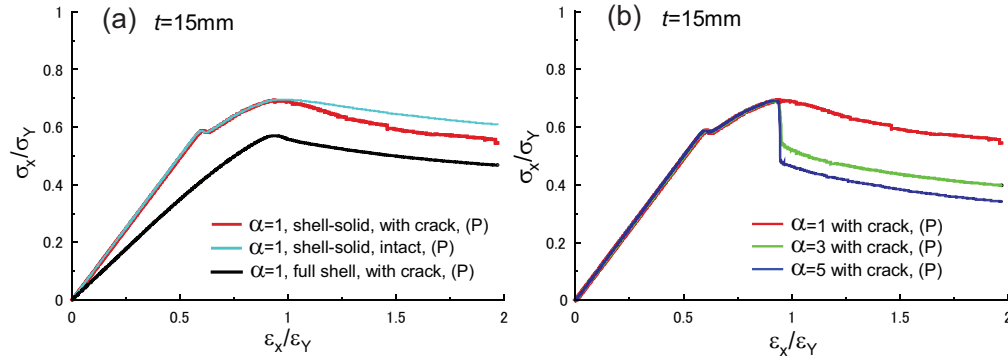 (a) t=15mm
1
0.8
0.6
0.4
0.2
0
σx/σY
α=1, shell-solid, with crack, (P)
α=1, shell-solid, intact, (P)
α=1, full shell, with crack, (P)
0 0.5 1 1.5 2
εx/εY
(b) t=15mm
1
0.8
0.6
0.4
0.2
0
σx/σY
α=1 with crack, (P)
α=3 with crack, (P)
α=5 with crack, (P)
0 0.5 1 1.5 2
εx/εY